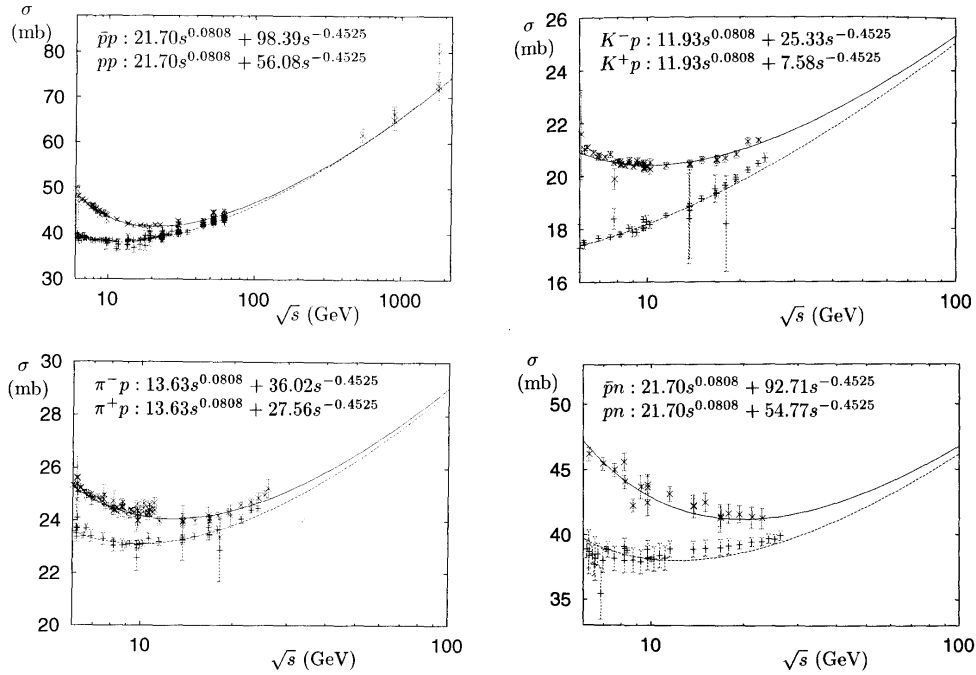 σ
(mb)
p̄p : 21.70s^0.0808 + 98.39s^−0.4525
pp : 21.70s^0.0808 + 56.08s^−0.4525
80
70
60
50
40
30
10
100
1000
√s (GeV)
σ
(mb)
K⁻p : 11.93s^0.0808 + 25.33s^−0.4525
K⁺p : 11.93s^0.0808 + 7.58s^−0.4525
26
24
22
20
18
16
10
100
√s (GeV)
σ
(mb)
π⁻p : 13.63s^0.0808 + 36.02s^−0.4525
π⁺p : 13.63s^0.0808 + 27.56s^−0.4525
30
28
26
24
22
20
10
100
√s (GeV)
σ
(mb)
p̄n : 21.70s^0.0808 + 92.71s^−0.4525
pn : 21.70s^0.0808 + 54.77s^−0.4525
50
45
40
35
10
100
√s (GeV)